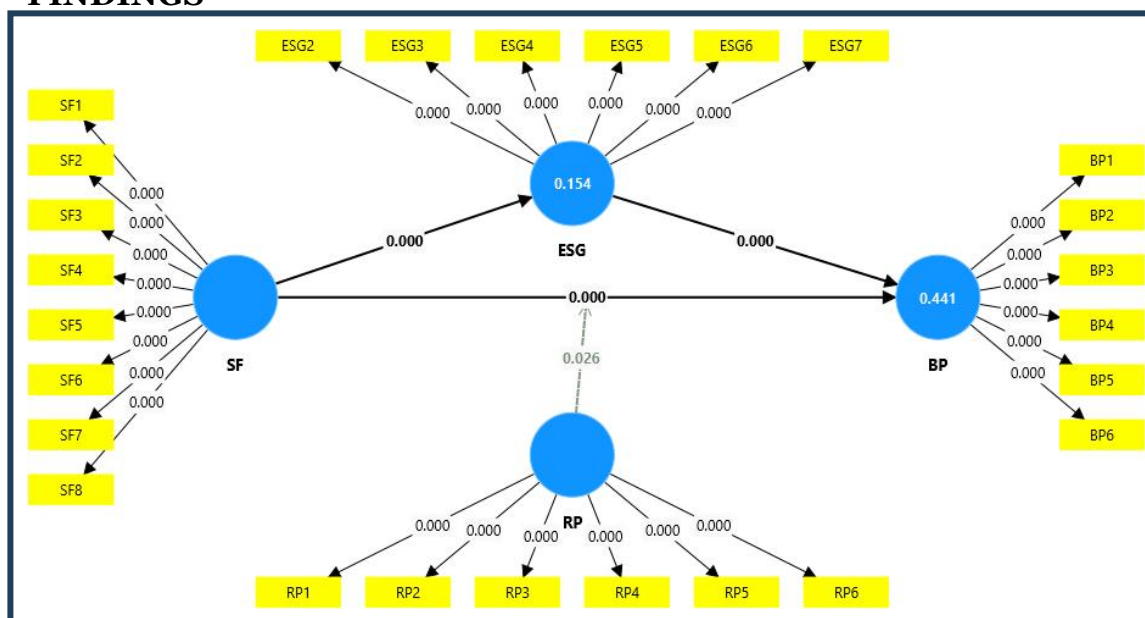 FINDINGS
ESG2 ESG3 ESG4 ESG5 ESG6 ESG7
0.000 0.000 0.000 0.000 0.000 0.000
SF1
SF2
SF3
SF4
SF5
SF6
SF7
SF8
0.000
0.000
0.000
0.000
0.000
0.000
0.000
0.000
SF
0.000
0.154
ESG
0.000
0.000
0.026
0.441
BP
0.000
0.000
0.000
0.000
0.000
0.000
BP1
BP2
BP3
BP4
BP5
BP6
RP
0.000 0.000 0.000 0.000 0.000 0.000
RP1 RP2 RP3 RP4 RP5 RP6